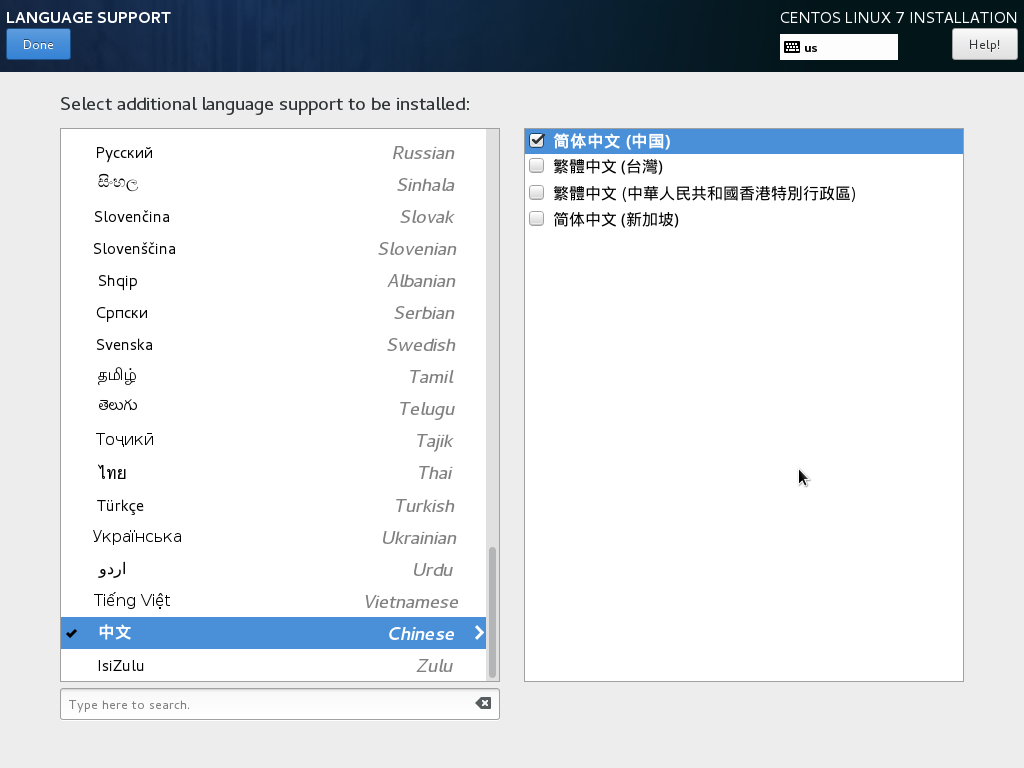 LANGUAGE SUPPORT
CENTOS LINUX 7 INSTALLATION
Done
us
Help!
Select additional language support to be installed:
Русский Russian
සිංහල Sinhala
Slovenčina Slovak
Slovenščina Slovenian
Shqip Albanian
Српски Serbian
Svenska Swedish
தமிழ் Tamil
తెలుగు Telugu
Тоҷикӣ Tajik
ไทย Thai
Türkçe Turkish
Українська Ukrainian
اردو Urdu
Tiếng Việt Vietnamese
中文 Chinese
IsiZulu Zulu
Type here to search.
简体中文 (中国)
繁體中文 (台灣)
繁體中文 (中華人民共和國香港特別行政區)
简体中文 (新加坡)